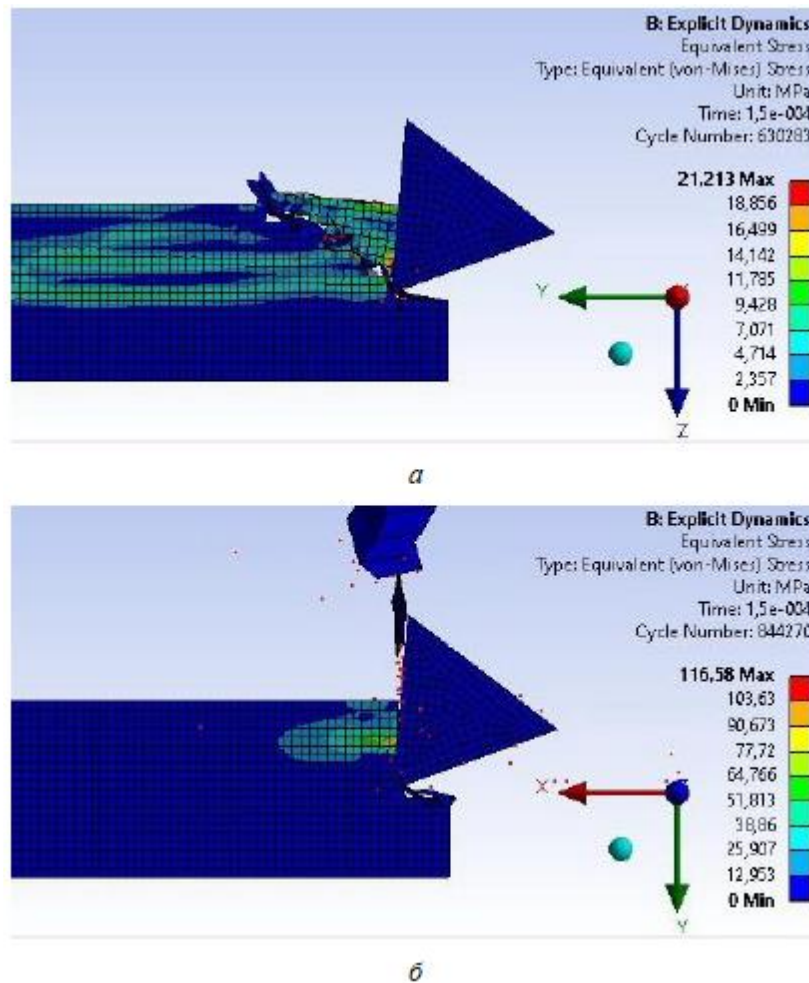 B: Explicit Dynamics
Equivalent Stress
Type: Equivalent (von-Mises) Stress
Unit: MPa
Time: 1,5e-004
Cycle Number: 630283
21,213 Max
18,856
16,499
14,142
11,785
9,428
7,071
4,714
2,357
0 Min
Y
Z
а
B: Explicit Dynamics
Equivalent Stress
Type: Equivalent (von-Mises) Stress
Unit: MPa
Time: 1,5e-004
Cycle Number: 844270
116,58 Max
103,63
90,673
77,72
64,766
51,813
38,86
25,907
12,953
0 Min
X
Y
б